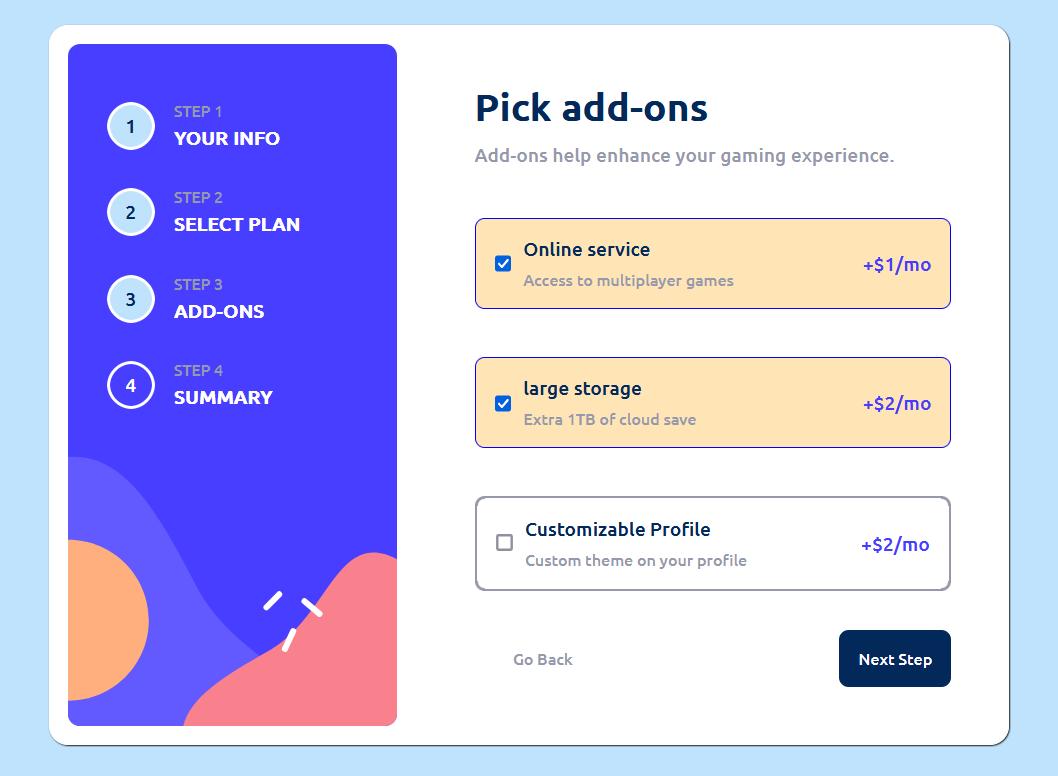 1
STEP 1
YOUR INFO
2
STEP 2
SELECT PLAN
3
STEP 3
ADD-ONS
4
STEP 4
SUMMARY
Pick add-ons
Add-ons help enhance your gaming experience.
Online service
Access to multiplayer games
+$1/mo
large storage
Extra 1TB of cloud save
+$2/mo
Customizable Profile
Custom theme on your profile
+$2/mo
Go Back
Next Step